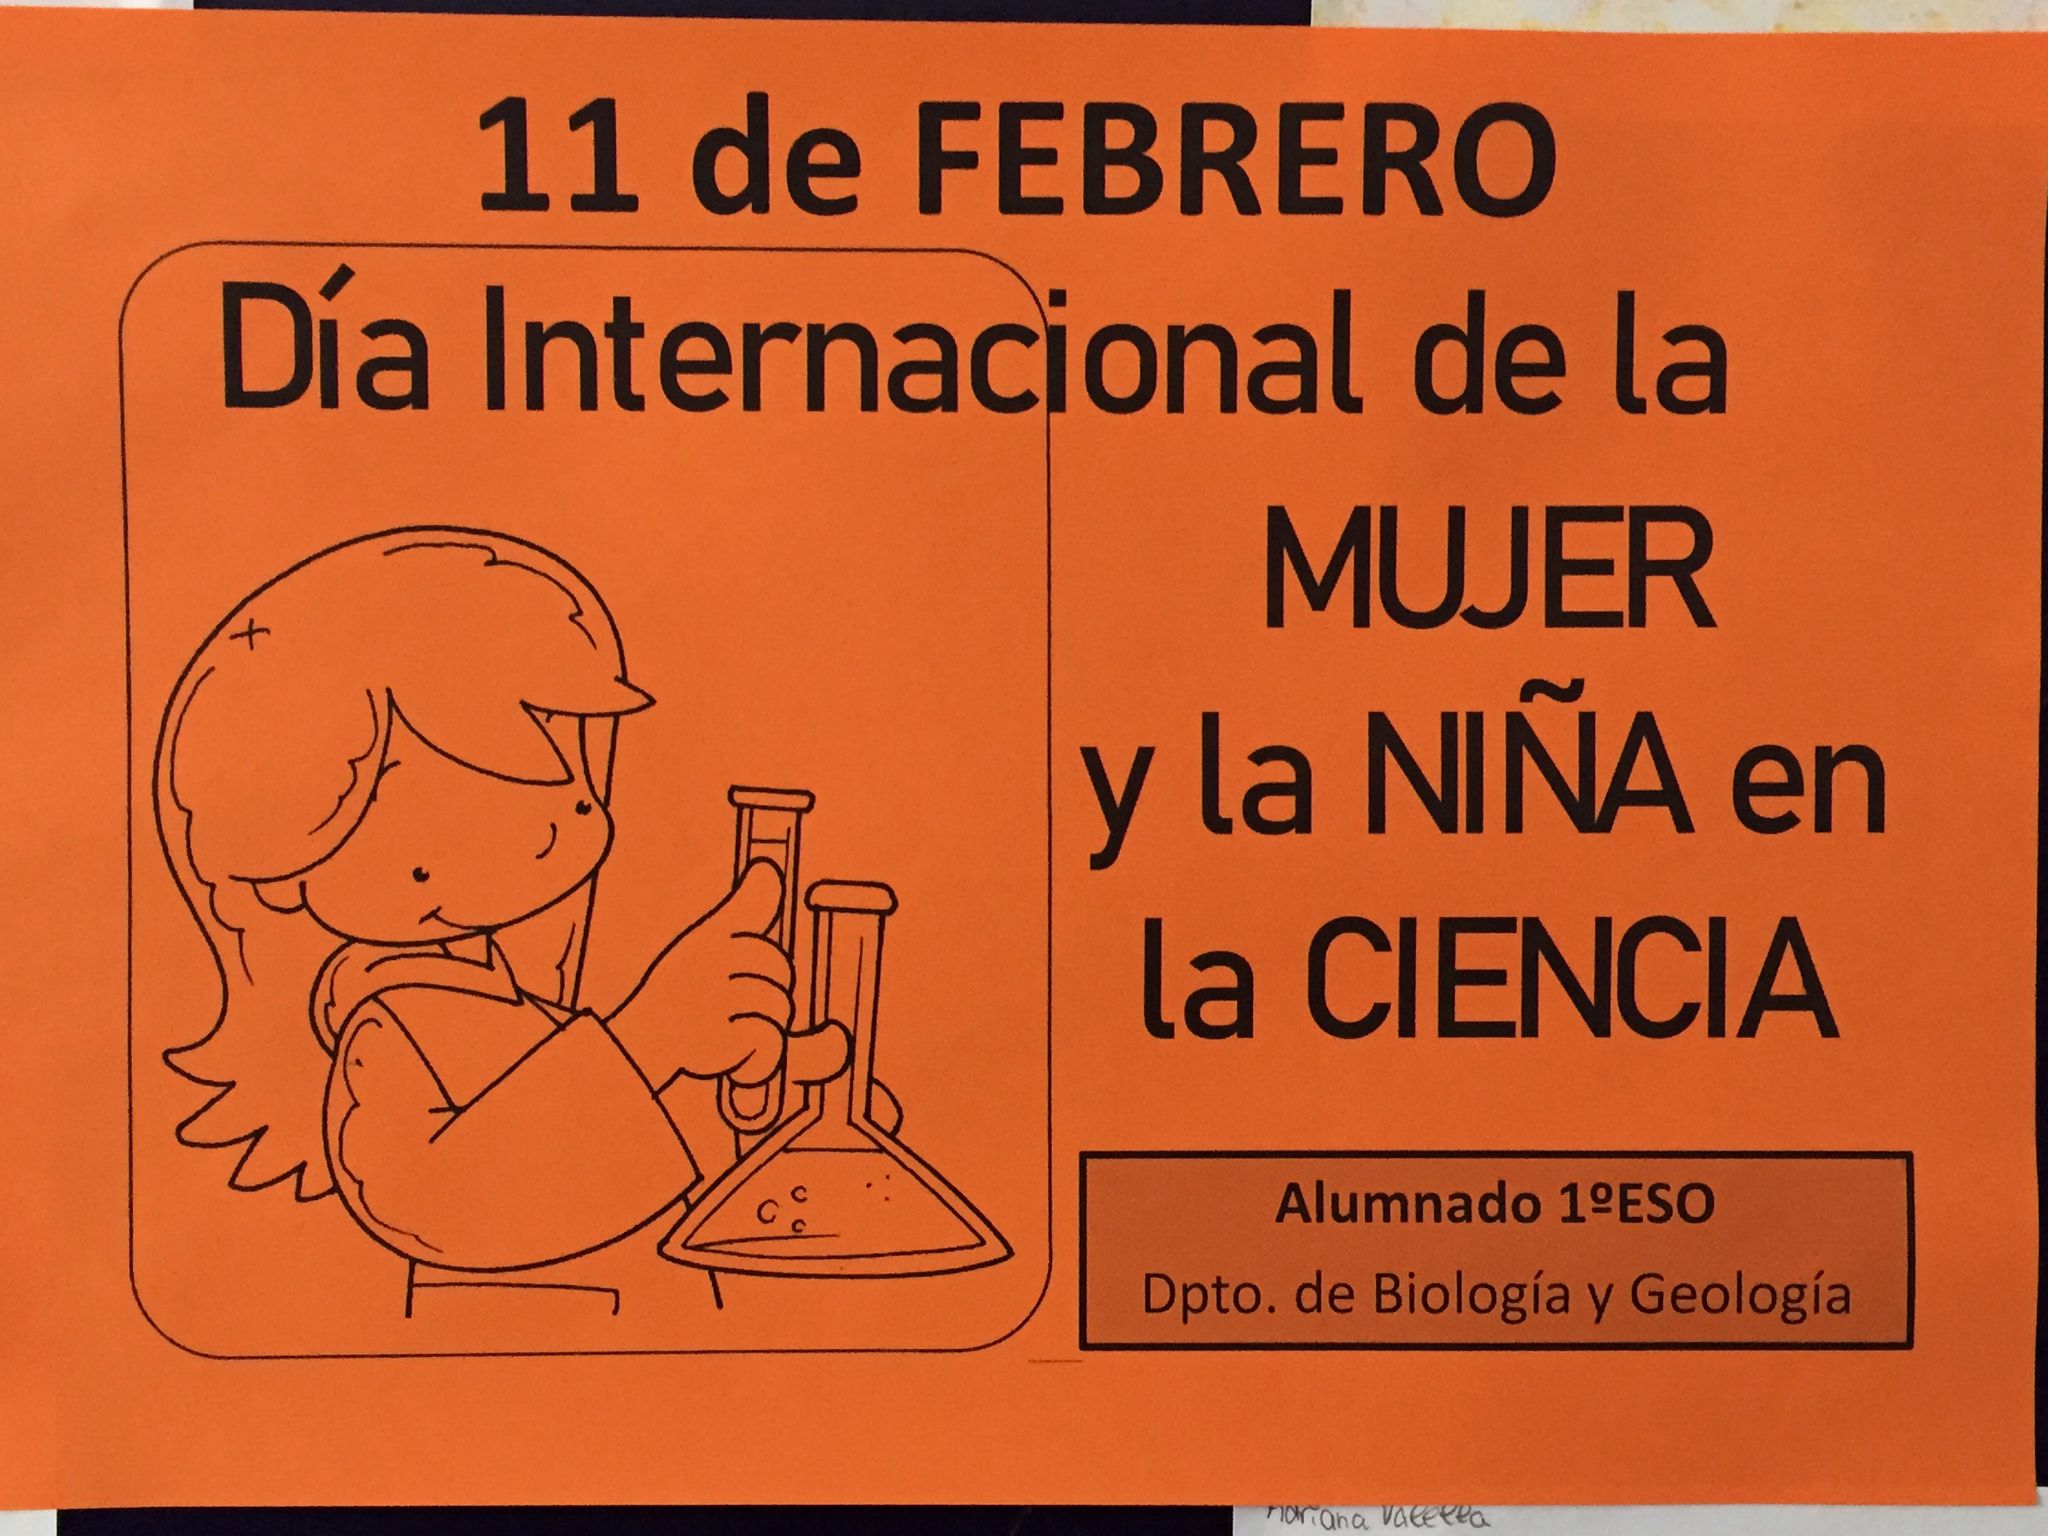 11 de FEBRERO
Día Internacional de la
MUJER
y la NIÑA en
la CIENCIA
Alumnado 1ºESO
Dpto. de Biología y Geología
Mariana